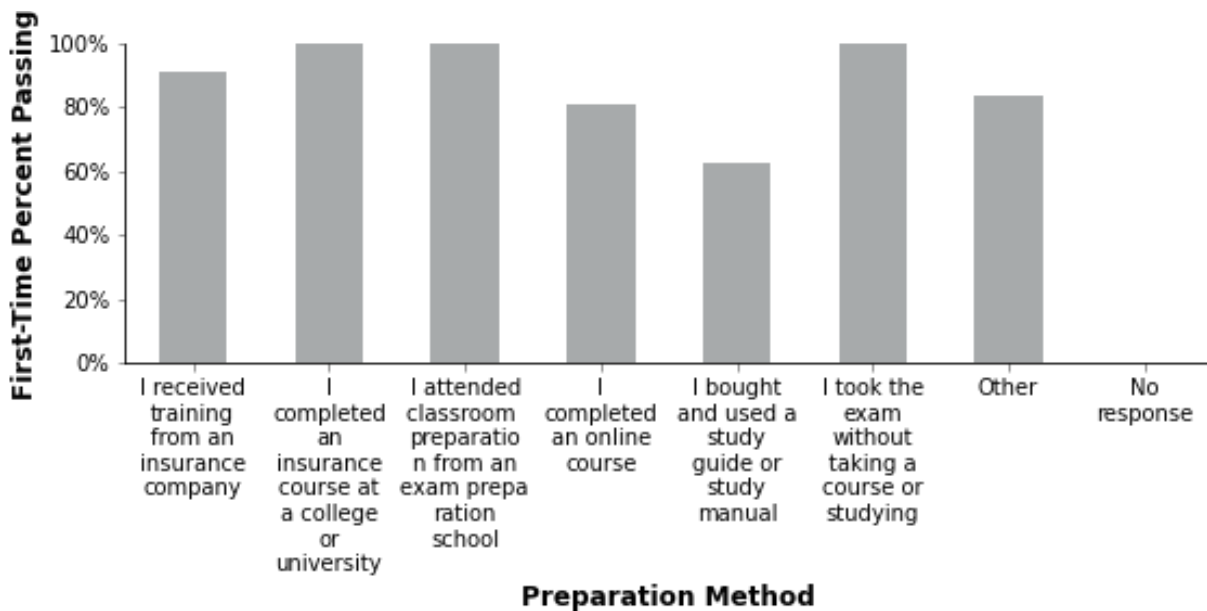 First-Time Percent Passing
100%
80%
60%
40%
20%
0%
I received
training
from an
insurance
company
I
completed
an
insurance
course at
a college
or
university
I attended
classroom
preparatio
n from an
exam prepa
ration
school
I
completed
an online
course
I bought
and used a
study
guide or
study
manual
I took the
exam
without
taking a
course or
studying
Other
No
response
Preparation Method